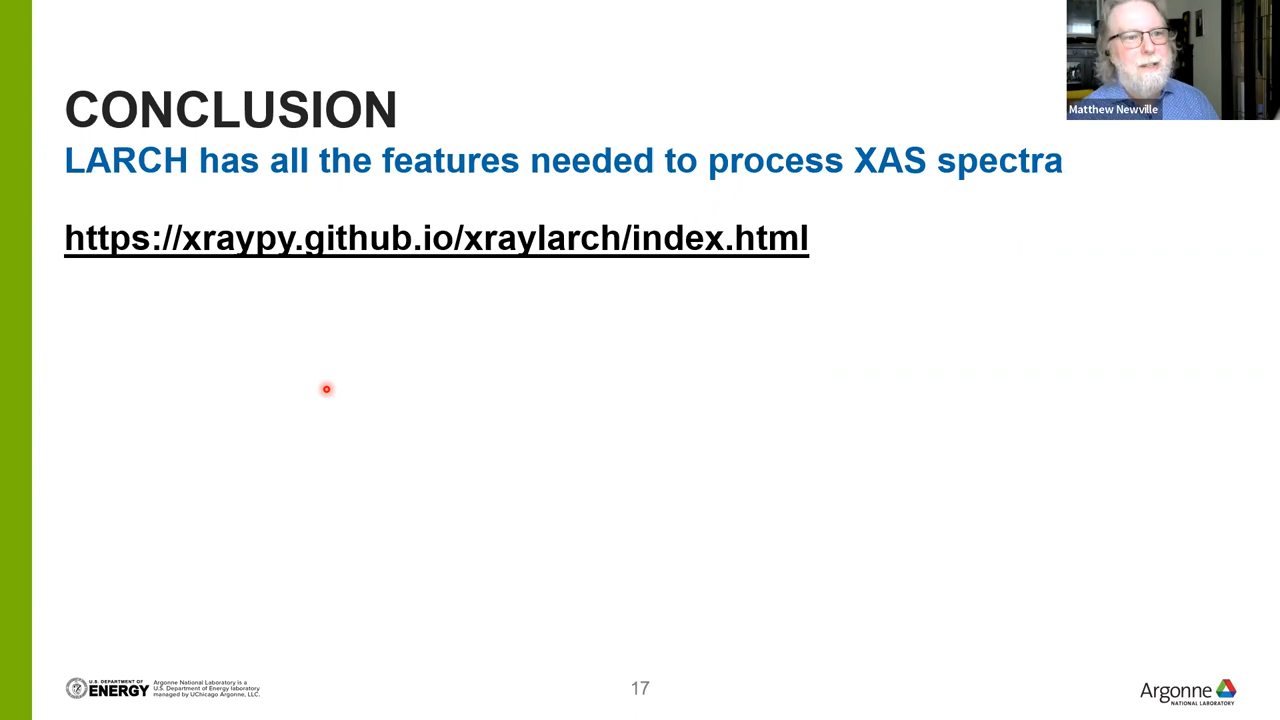 Matthew Newville
CONCLUSION
LARCH has all the features needed to process XAS spectra
https://xraypy.github.io/xraylarch/index.html
U.S. DEPARTMENT OF
ENERGY
Argonne National Laboratory is a
U.S. Department of Energy laboratory
managed by UChicago Argonne, LLC.
17
Argonne
NATIONAL LABORATORY